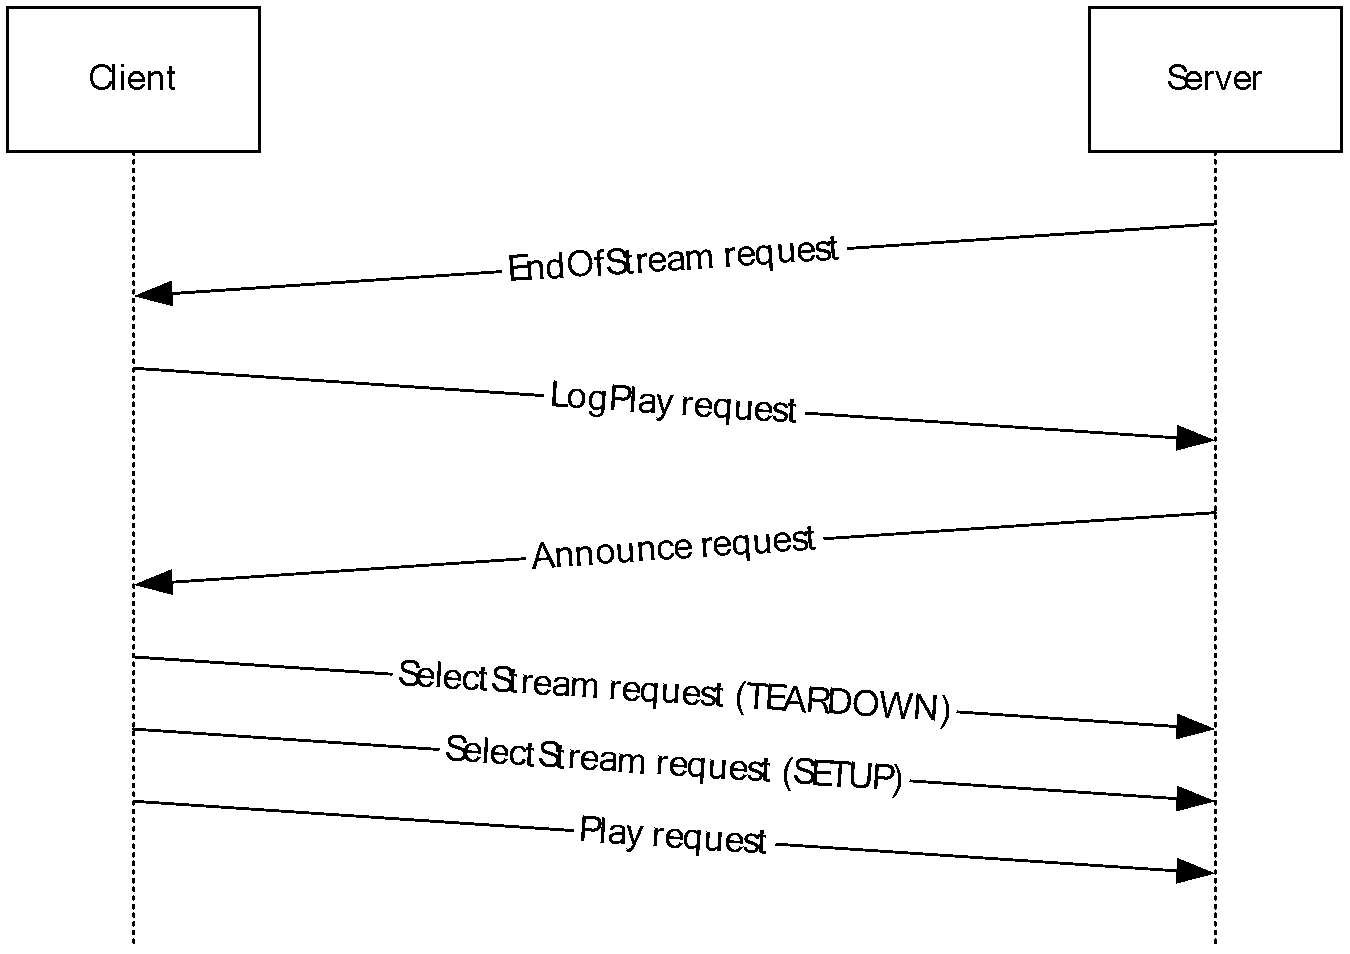 Client
Server
EndOfStream request
LogPlay request
Announce request
SelectStream request (TEARDOWN)
SelectStream request (SETUP)
Play request